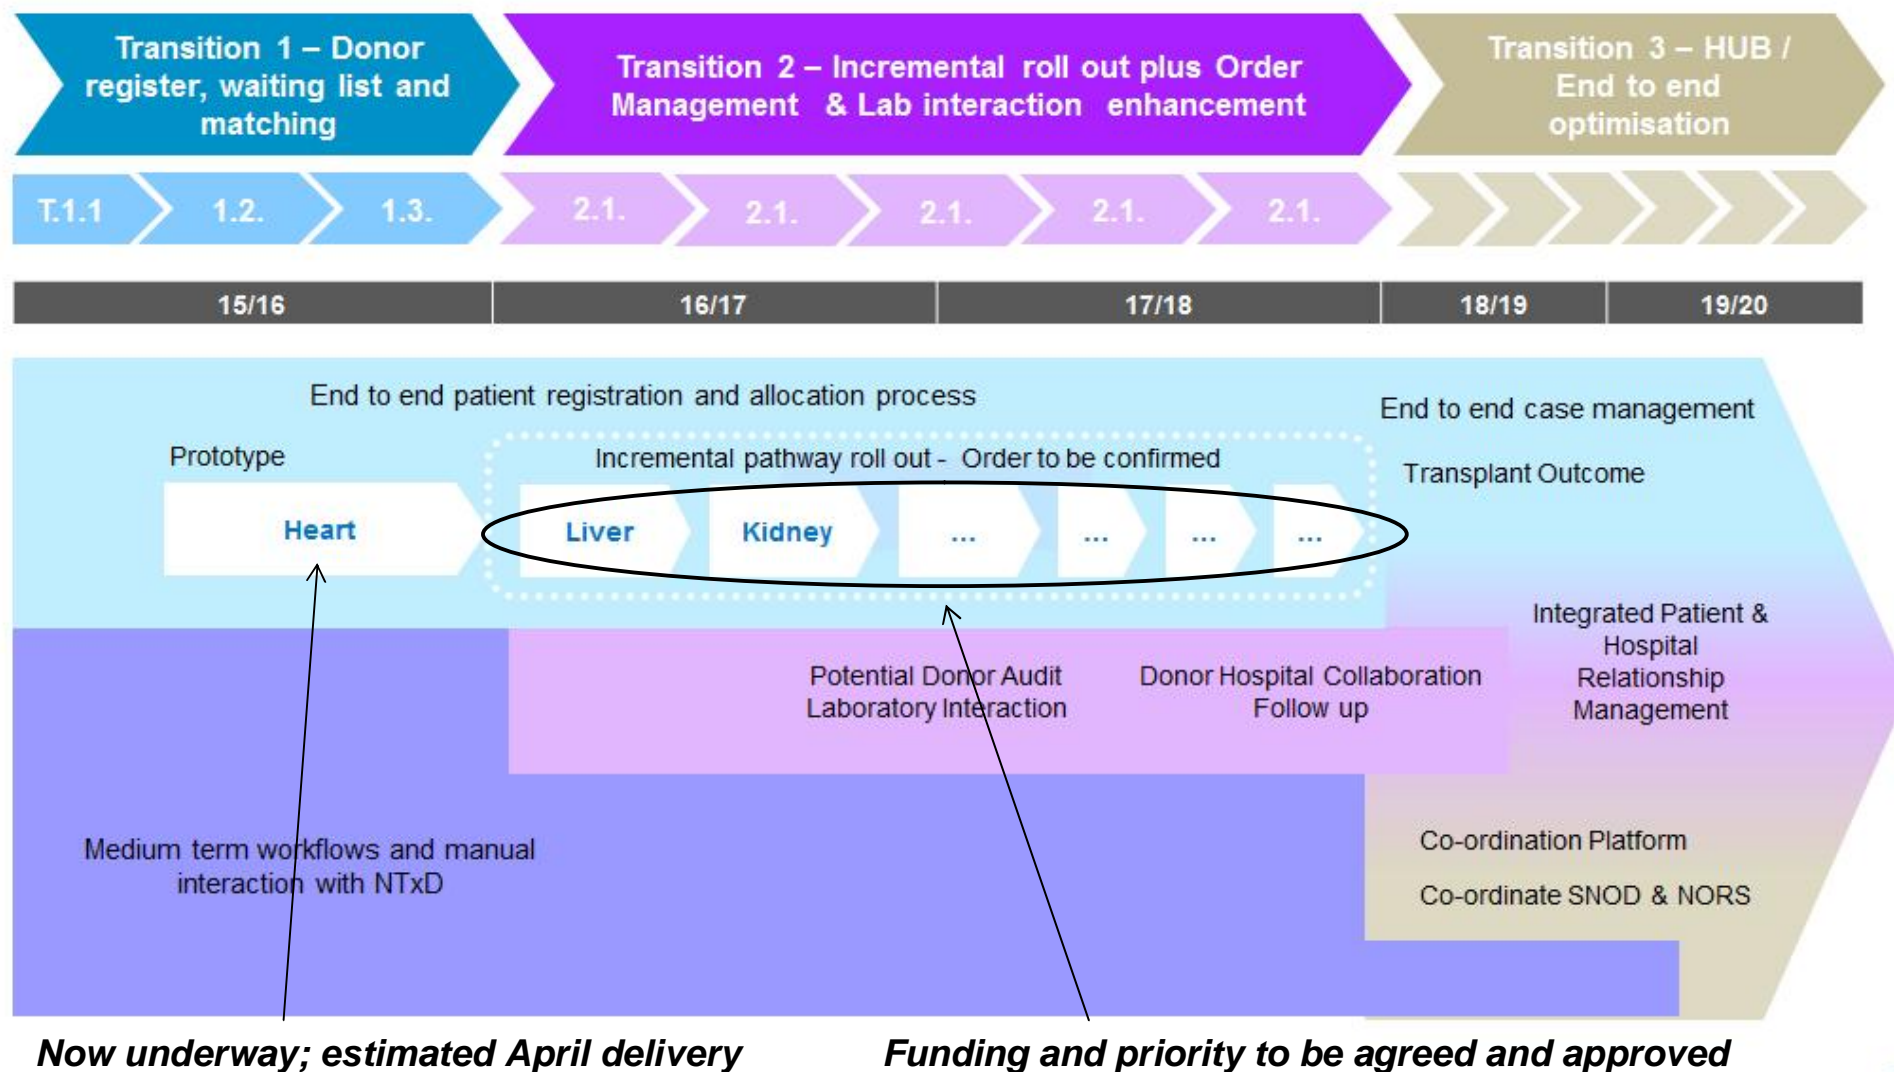 Transition 1 – Donor
register, waiting list and
matching
Transition 2 – Incremental roll out plus Order
Management & Lab interaction enhancement
Transition 3 – HUB /
End to end
optimisation
T.1.1
1.2.
1.3.
2.1.
2.1.
2.1.
2.1.
2.1.
15/16
16/17
17/18
18/19
19/20
End to end patient registration and allocation process
End to end case management
Prototype
Incremental pathway roll out - Order to be confirmed
Transplant Outcome
Heart
Liver
Kidney
...
...
...
...
Integrated Patient &
Hospital
Relationship
Management
Potential Donor Audit
Laboratory Interaction
Donor Hospital Collaboration
Follow up
Medium term workflows and manual
interaction with NTxD
Co-ordination Platform
Co-ordinate SNOD & NORS
Now underway; estimated April delivery
Funding and priority to be agreed and approved